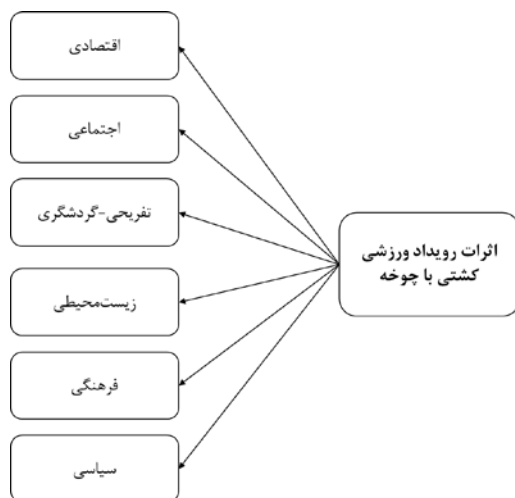 اقتصادی
اجتماعی
تفریحی-گردشگری
اثرات رویداد ورزشی
کشتی با چوخه
زیست‌محیطی
فرهنگی
سیاسی